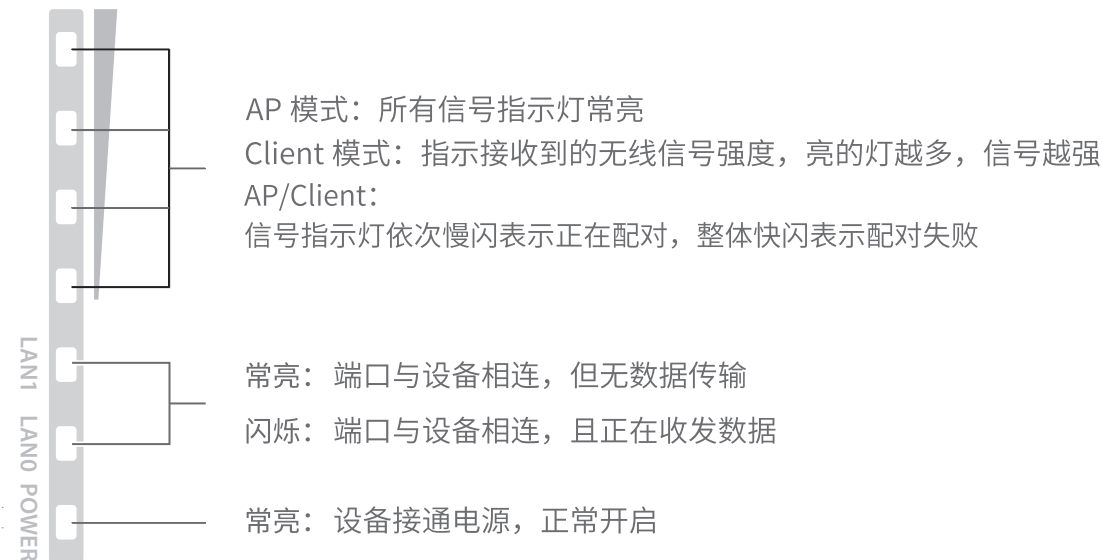 AP 模式：所有信号指示灯常亮
Client 模式：指示接收到的无线信号强度，亮的灯越多，信号越强
AP/Client：
信号指示灯依次慢闪表示正在配对，整体快闪表示配对失败
LAN1
常亮： 端口与设备相连，但无数据传输
LAN0
闪烁： 端口与设备相连，且正在收发数据
POWER
常亮： 设备接通电源，正常开启